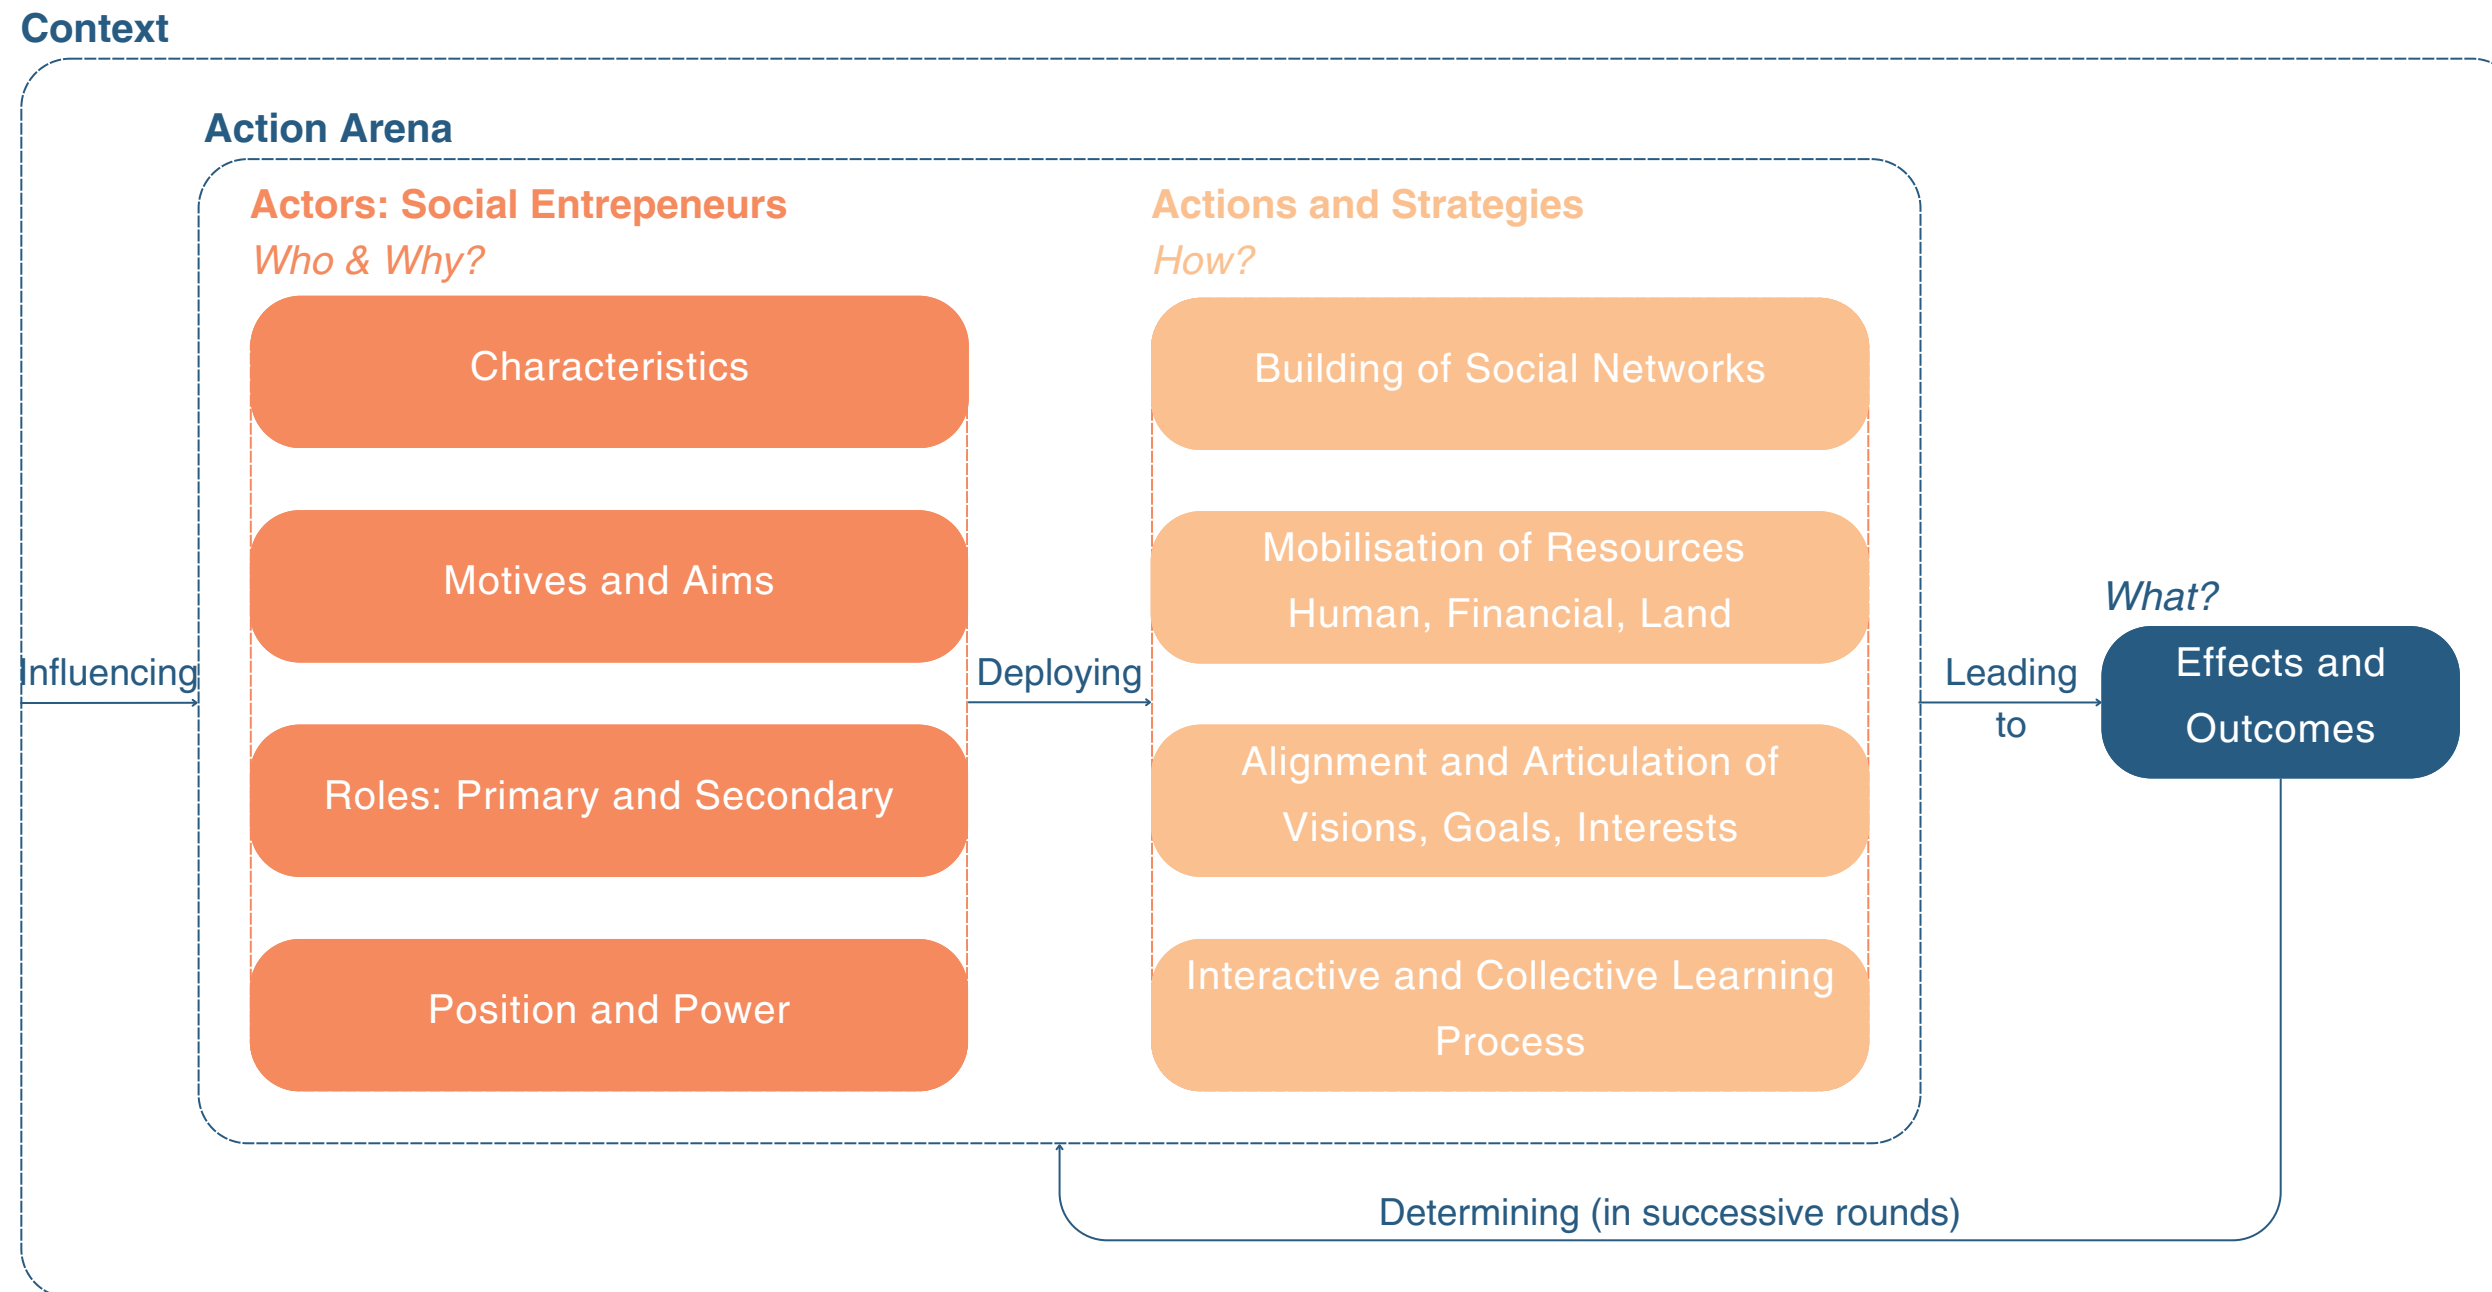 Context
Action Arena
Actors: Social Entrepeneurs
Who & Why?
Characteristics
Motives and Aims
Roles: Primary and Secondary
Position and Power
Actions and Strategies
How?
Building of Social Networks
Mobilisation of Resources
Human, Financial, Land
Alignment and Articulation of
Visions, Goals, Interests
Interactive and Collective Learning
Process
Influencing
Deploying
Leading
to
What?
Effects and
Outcomes
Determining (in successive rounds)